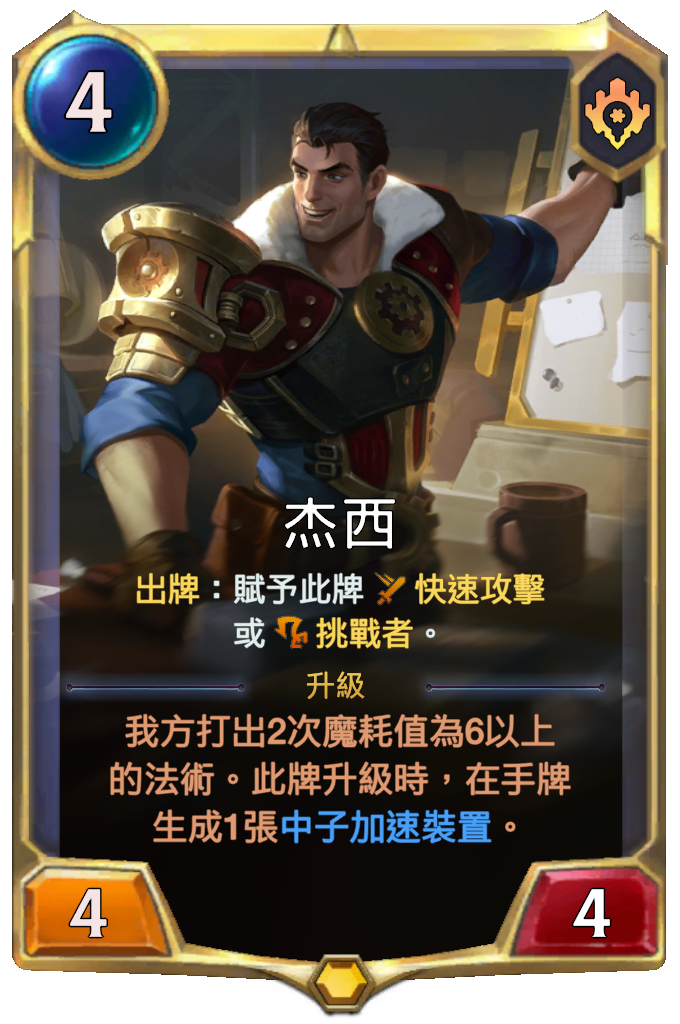 4
杰西
出牌：賦予此牌 快速攻擊
或 挑戰者。
升級
我方打出2次魔耗值為6以上
的法術。此牌升級時，在手牌
生成1張中子加速裝置。
4
4